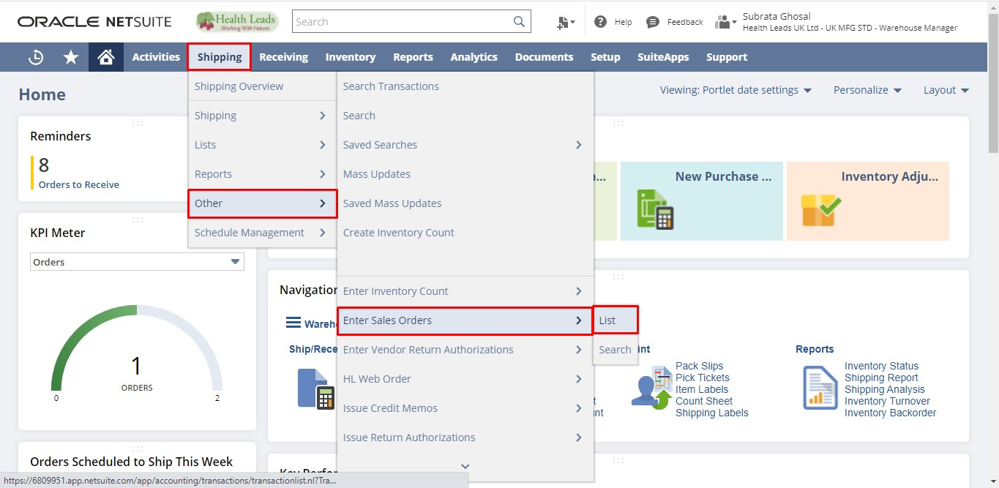 ORACLE NETSUITE
Health Leads
...Working With Nature
Search
Help
Feedback
Subrata Ghosal
Health Leads UK Ltd - UK MFG STD - Warehouse Manager
Activities
Shipping
Receiving
Inventory
Reports
Analytics
Documents
Setup
SuiteApps
Support
Home
Viewing: Portlet date settings
Personalize
Layout
Shipping Overview
Shipping
Lists
Reports
Other
Schedule Management
Search Transactions
Search
Saved Searches
Mass Updates
Saved Mass Updates
Create Inventory Count
Enter Inventory Count
Enter Sales Orders
Enter Vendor Return Authorizations
HL Web Order
Issue Credit Memos
Issue Return Authorizations
List
Search
Reminders
8
Orders to Receive
KPI Meter
Orders
1
ORDERS
0
2
Orders Scheduled to Ship This Week
New Purchase ...
Inventory Adju...
Navigation
Ship/Rece
Pack Slips
Pick Tickets
Item Labels
Count Sheet
Shipping Labels
Reports
Inventory Status
Shipping Report
Shipping Analysis
Inventory Turnover
Inventory Backorder
Key Perfor
https://6809951.app.netsuite.com/app/accounting/transactions/transactionlist.nl?Tra...